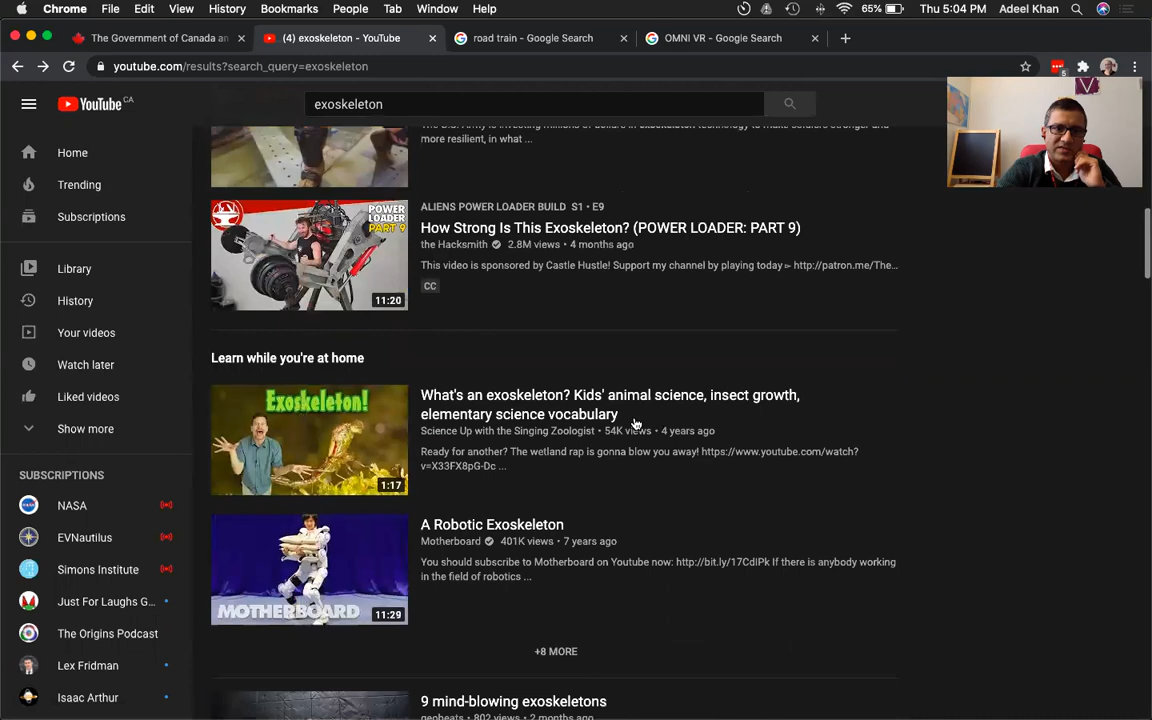 Chrome File Edit View History Bookmarks People Tab Window Help 65% Thu 5:04 PM Adeel Khan
The Government of Canada an (4) exoskeleton - YouTube road train - Google Search OMNI VR - Google Search
youtube.com/results?search_query=exoskeleton
5
YouTube CA
exoskeleton
Home
Trending
Subscriptions
Library
History
Your videos
Watch later
Liked videos
Show more
SUBSCRIPTIONS
NASA
EVNautilus
Simons Institute
Just For Laughs G...
The Origins Podcast
Lex Fridman
Isaac Arthur
more resilient, in what ...
POWER
LOADER
PART 9
11:20
ALIENS POWER LOADER BUILD S1 • E9
How Strong Is This Exoskeleton? (POWER LOADER: PART 9)
the Hacksmith 2.8M views • 4 months ago
This video is sponsored by Castle Hustle! Support my channel by playing today ➳ http://patron.me/The...
CC
Learn while you're at home
Exoskeleton!
1:17
What's an exoskeleton? Kids' animal science, insect growth,
elementary science vocabulary
Science Up with the Singing Zoologist • 54K views • 4 years ago
Ready for another? The wetland rap is gonna blow you away! https://www.youtube.com/watch?
v=X33FX8pG-Dc ...
MOTHERBOARD
11:29
A Robotic Exoskeleton
Motherboard 401K views • 7 years ago
You should subscribe to Motherboard on Youtube now: http://bit.ly/17CdIPk If there is anybody working
in the field of robotics ...
+8 MORE
9 mind-blowing exoskeletons
geobeats • 802 views • 2 months ago